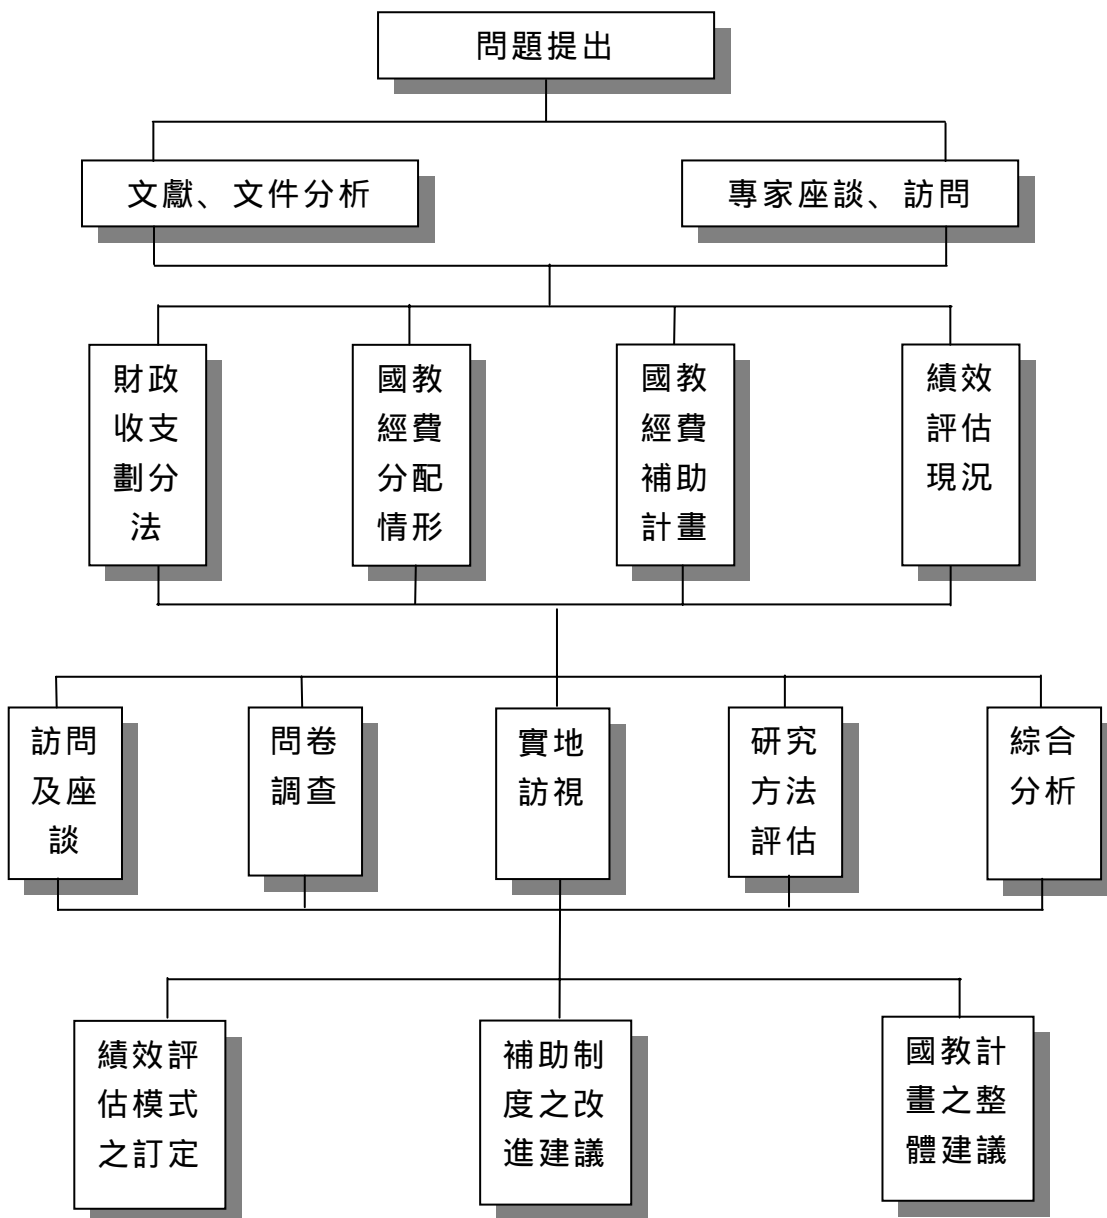 問題提出
文獻、文件分析
專家座談、訪問
財政
收支
劃分
法
國教
經費
分配
情形
國教
經費
補助
計畫
績效
評估
現況
訪問
及座
談
問卷
調查
實地
訪視
研究
方法
評估
綜合
分析
績效評
估模式
之訂定
補助制
度之改
進建議
國教計
畫之整
體建議